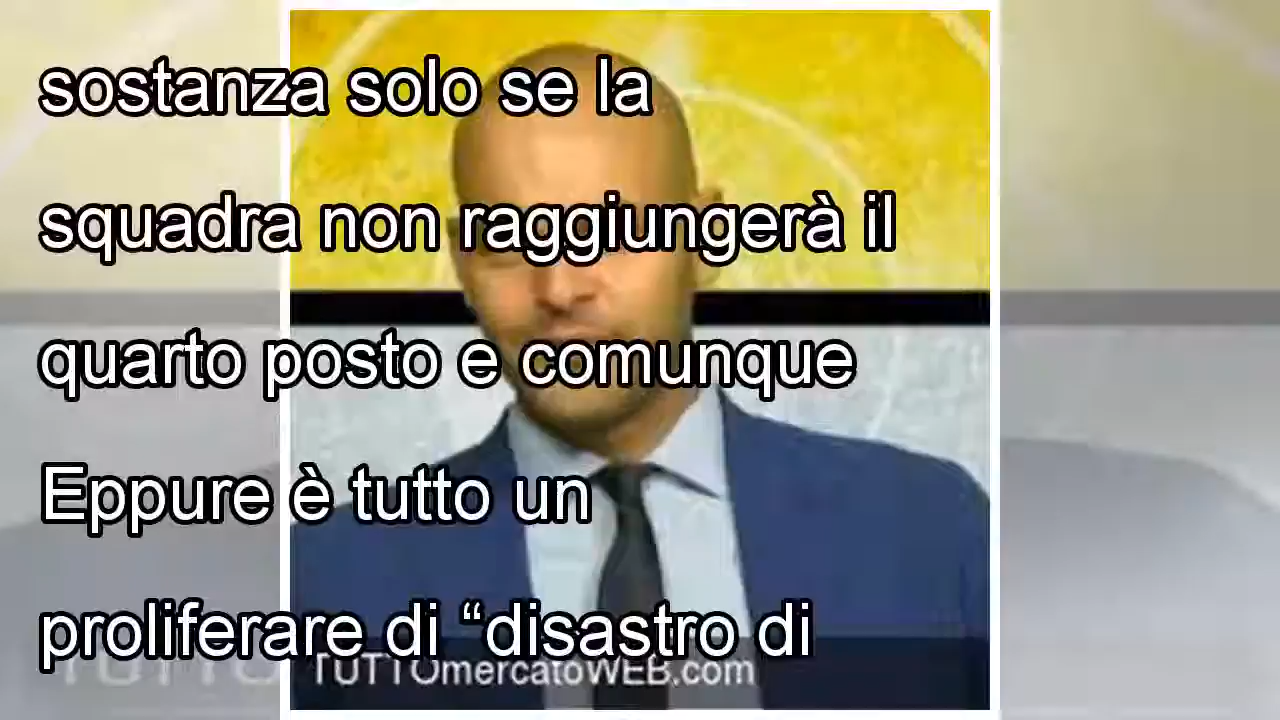 sostanza solo se la
squadra non raggiungerà il
quarto posto e comunque
Eppure è tutto un
proliferare di “disastro di
TUTTOmercatoWEB.com
TUTTO